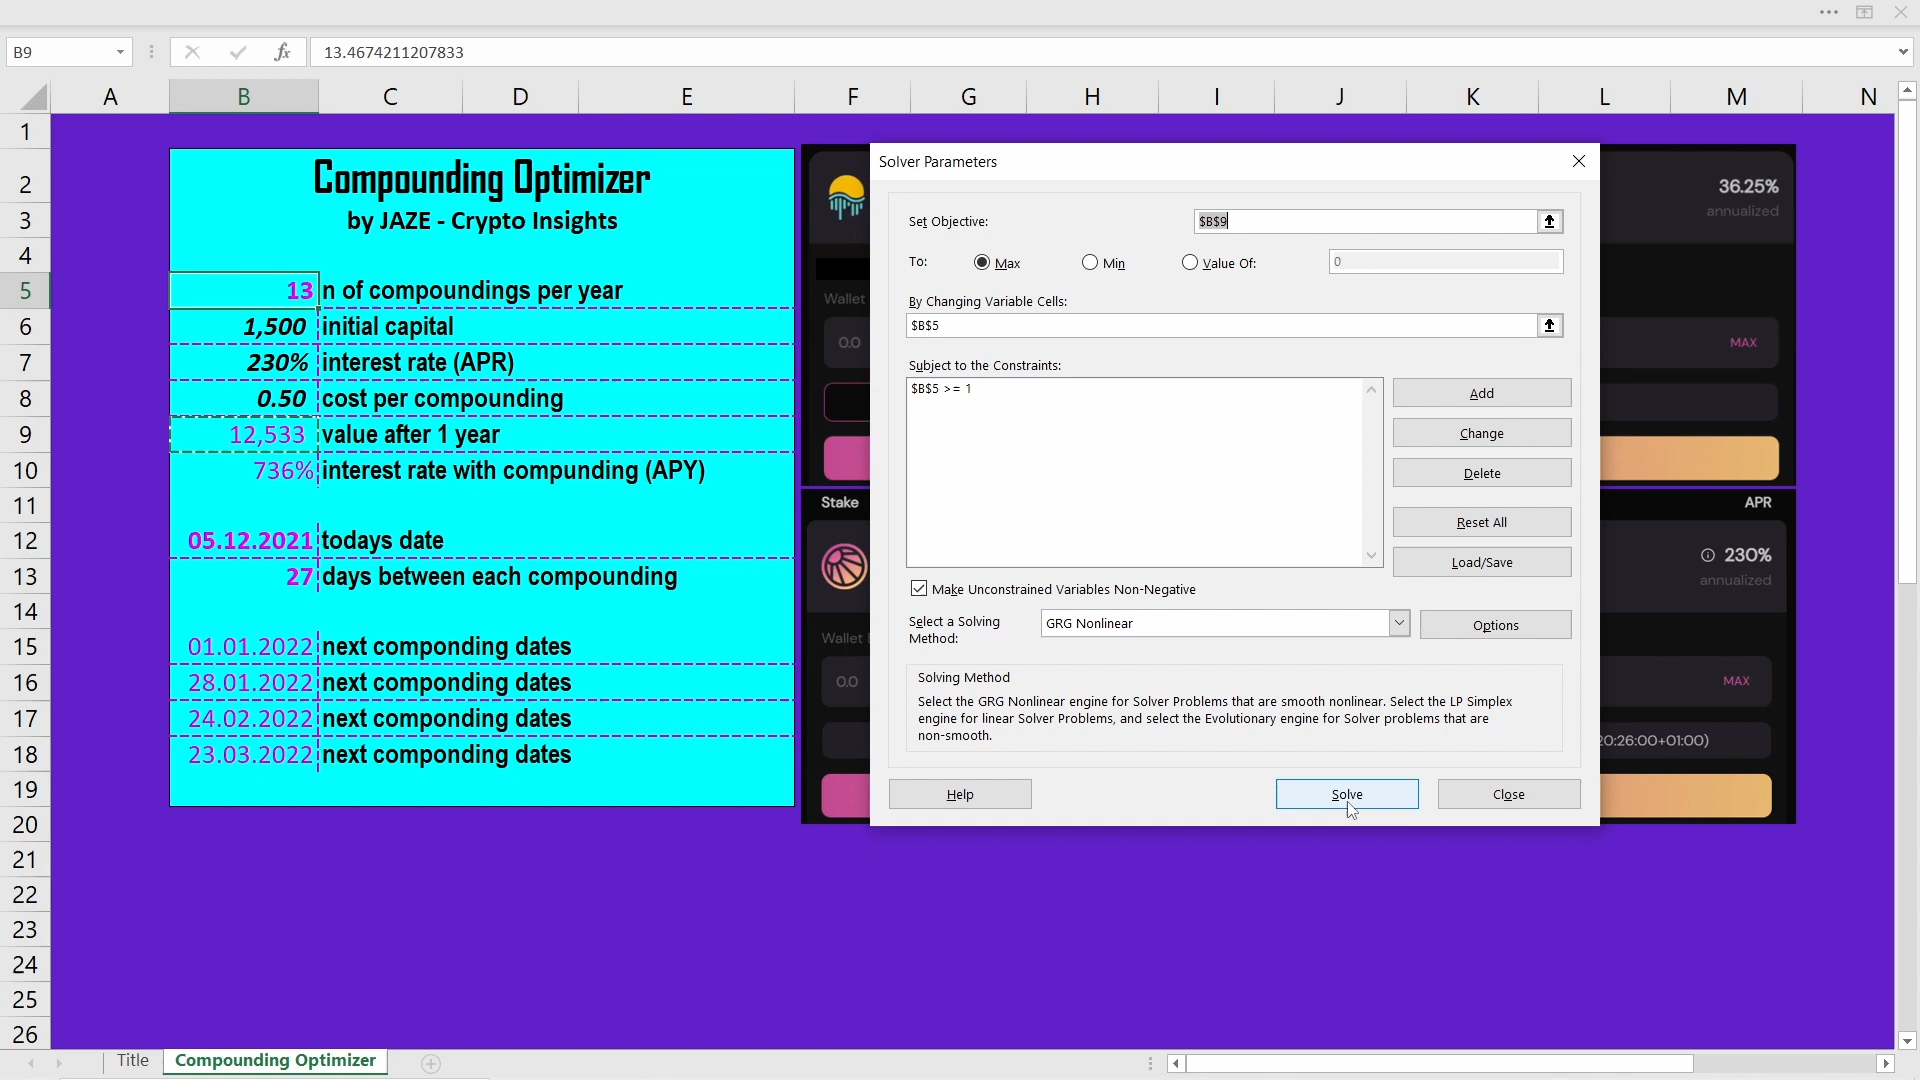 B9
fx
13.4674211207833
A B C D E F G H I J K L M N
1
2 Compounding Optimizer
3 by JAZE - Crypto Insights
4
5 13 n of compoundings per year
6 1,500 initial capital
7 230% interest rate (APR)
8 0.50 cost per compounding
9 12,533 value after 1 year
10 736% interest rate with compunding (APY)
11
12 05.12.2021 todays date
13 27 days between each compounding
14
15 01.01.2022 next componding dates
16 28.01.2022 next componding dates
17 24.02.2022 next componding dates
18 23.03.2022 next componding dates
19
20
21
22
23
24
25
26
Wallet
0.0
Stake
Wallet
0.0
Solver Parameters
Set Objective: $B$9
To: Max Min Value Of: 0
By Changing Variable Cells:
$B$5
Subject to the Constraints:
$B$5 >= 1
Add
Change
Delete
Reset All
Load/Save
Make Unconstrained Variables Non-Negative
Select a Solving
Method:
GRG Nonlinear
Options
Solving Method
Select the GRG Nonlinear engine for Solver Problems that are smooth nonlinear. Select the LP Simplex
engine for linear Solver Problems, and select the Evolutionary engine for Solver problems that are
non-smooth.
Help
Solve
Close
36.25%
annualized
MAX
APR
230%
annualized
MAX
20:26:00+01:00)
Title
Compounding Optimizer